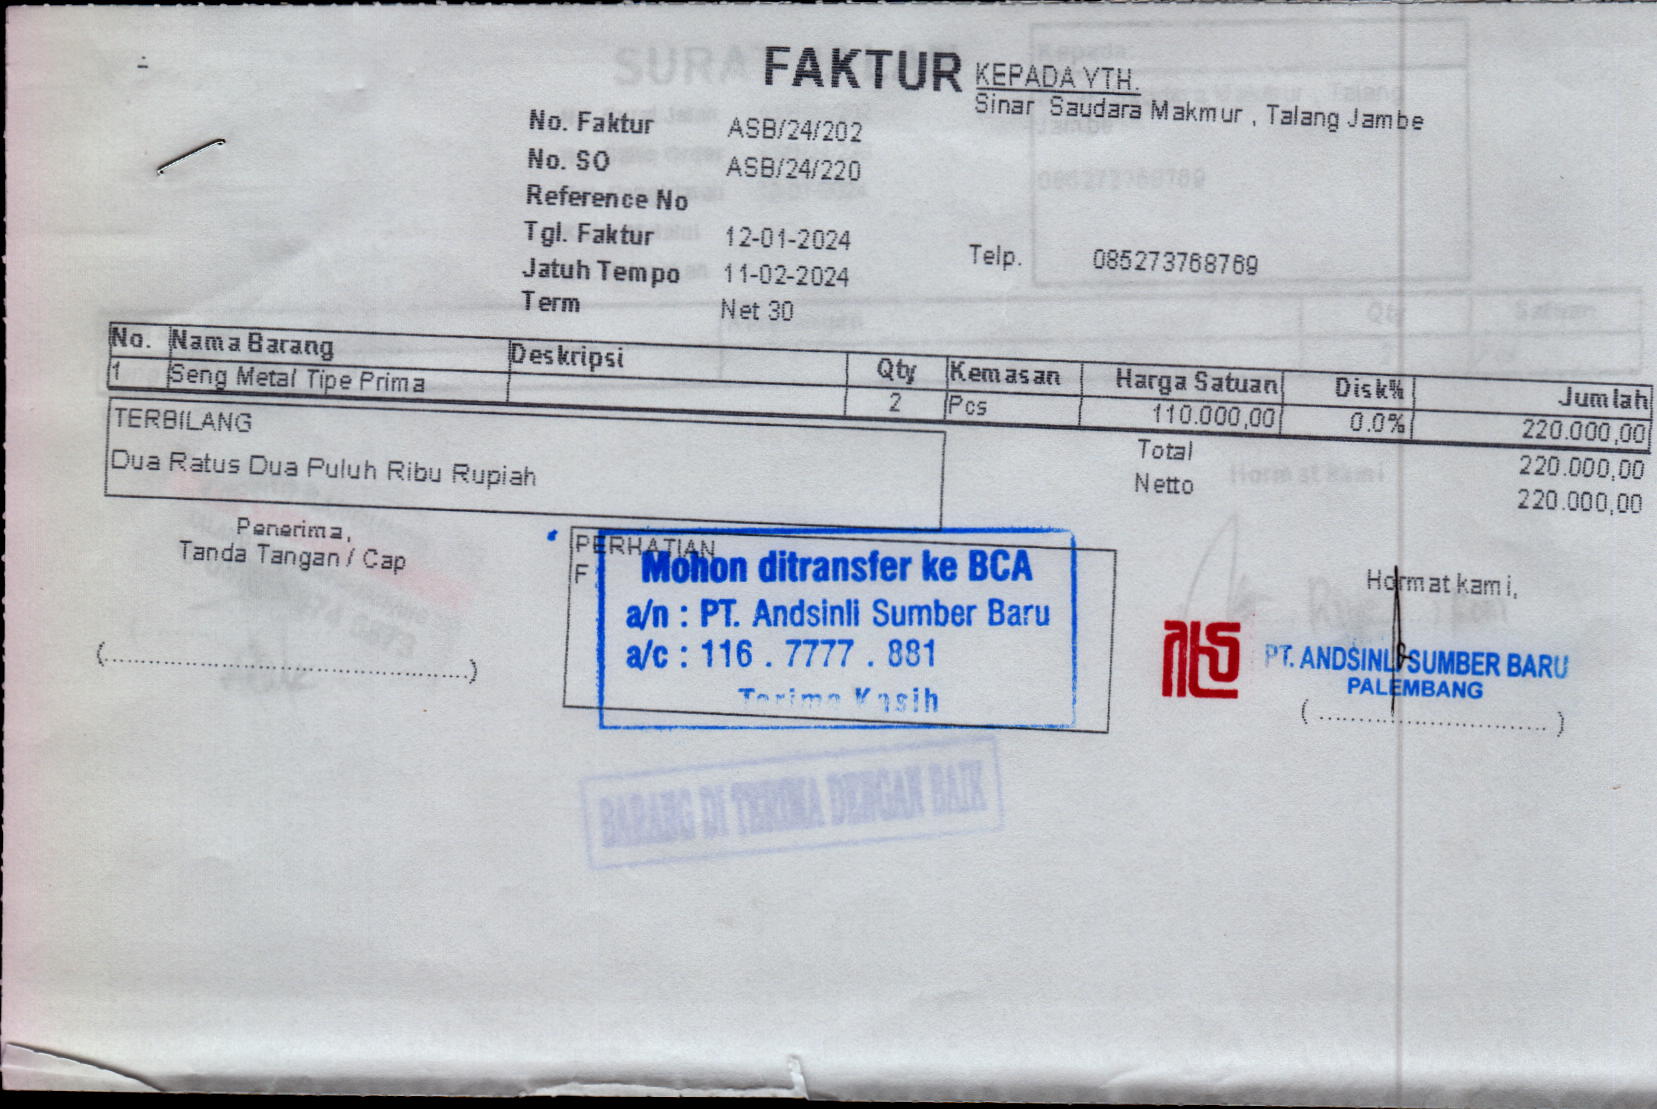 FAKTUR
KEPADA YTH.
Sinar Saudara Makmur , Talang Jambe
No. Faktur ASB/24/202
No. SO ASB/24/220
Reference No
Tgl. Faktur 12-01-2024
Telp. 085273768769
Jatuh Tempo 11-02-2024
Term Net 30
No. Nama Barang Deskripsi Qty Kemasan Harga Satuan Disk% Jumlah
1 Seng Metal Tipe Prima 2 Pcs 110.000,00 0.0% 220.000,00
TERBILANG
Dua Ratus Dua Puluh Ribu Rupiah
Total 220.000,00
Netto 220.000,00
Penerima,
Tanda Tangan / Cap
(..........................................)
PERHATIAN
F
Mohon ditransfer ke BCA
a/n : PT. Andsinli Sumber Baru
a/c : 116 . 7777 . 881
Terima Kasih
Hormat kami,
PT. ANDSINLI SUMBER BARU
PALEMBANG
( .......................... )
BARANG DI TERIMA DENGAN BAIK